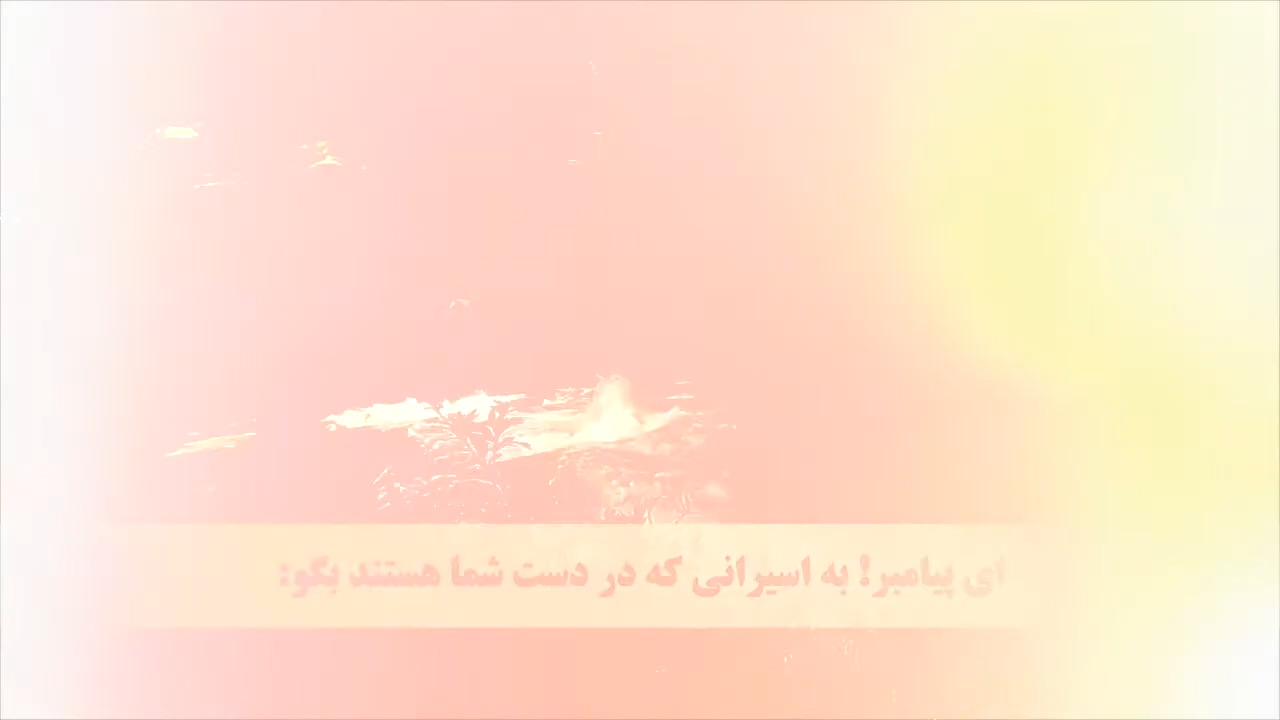 ای پیامبر! به اسیرانی که در دست شما هستند بگو: